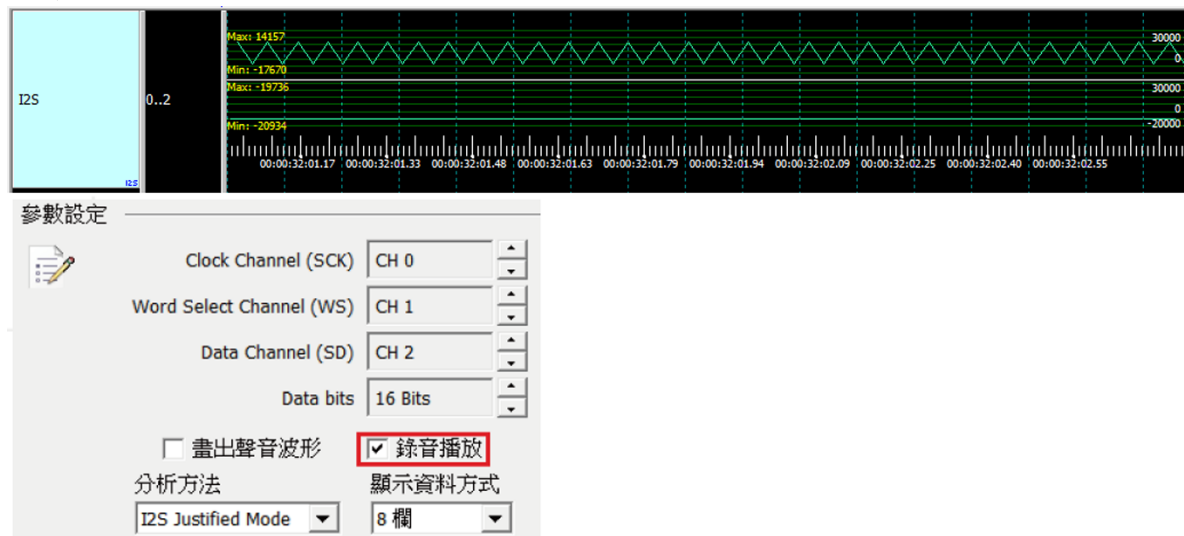 Max: 14157
30000
0
Min: -17670
Max: -19736
30000
I2S
0..2
0
Min: -20934
-20000
00:00:32:01.17 00:00:32:01.33 00:00:32:01.48 00:00:32:01.63 00:00:32:01.79 00:00:32:01.94 00:00:32:02.09 00:00:32:02.25 00:00:32:02.40 00:00:32:02.55
I2S
參數設定
Clock Channel (SCK) CH 0
Word Select Channel (WS) CH 1
Data Channel (SD) CH 2
Data bits 16 Bits
畫出聲音波形 錄音播放
分析方法 顯示資料方式
I2S Justified Mode 8 欄